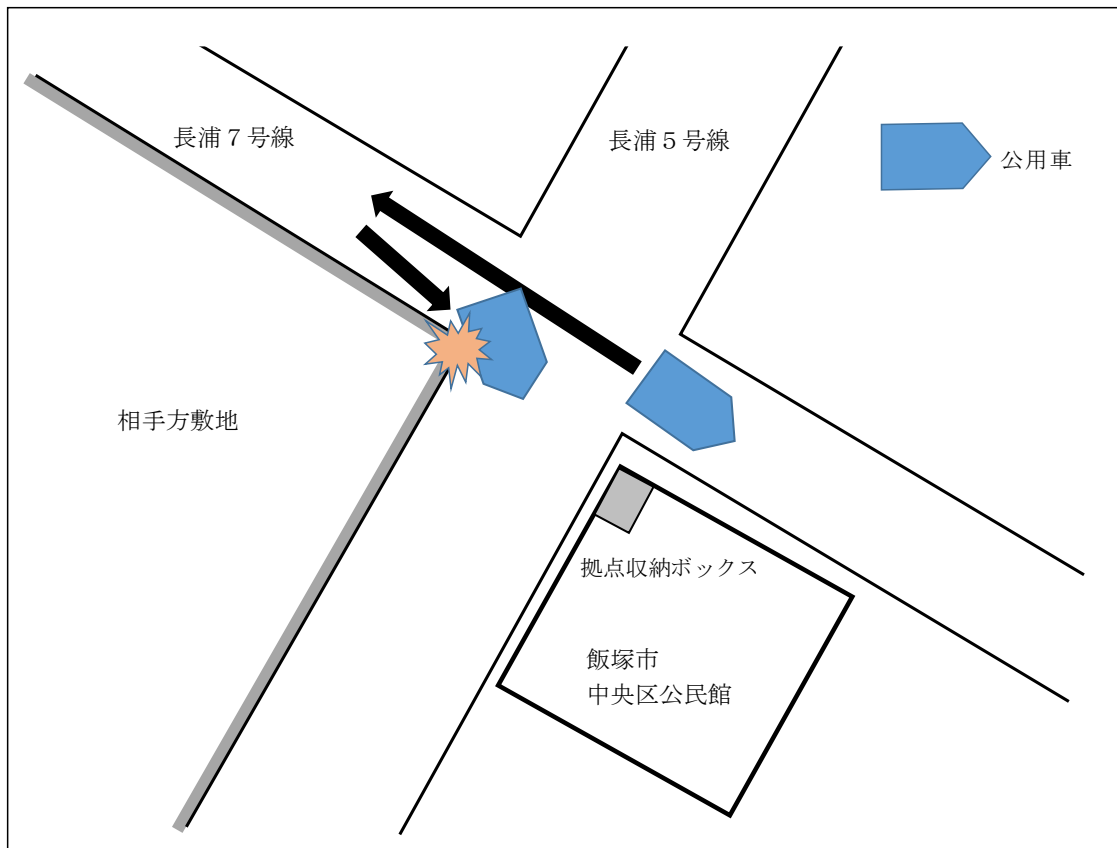 長浦７号線
長浦５号線
公用車
相手方敷地
拠点収納ボックス
飯塚市
中央区公民館